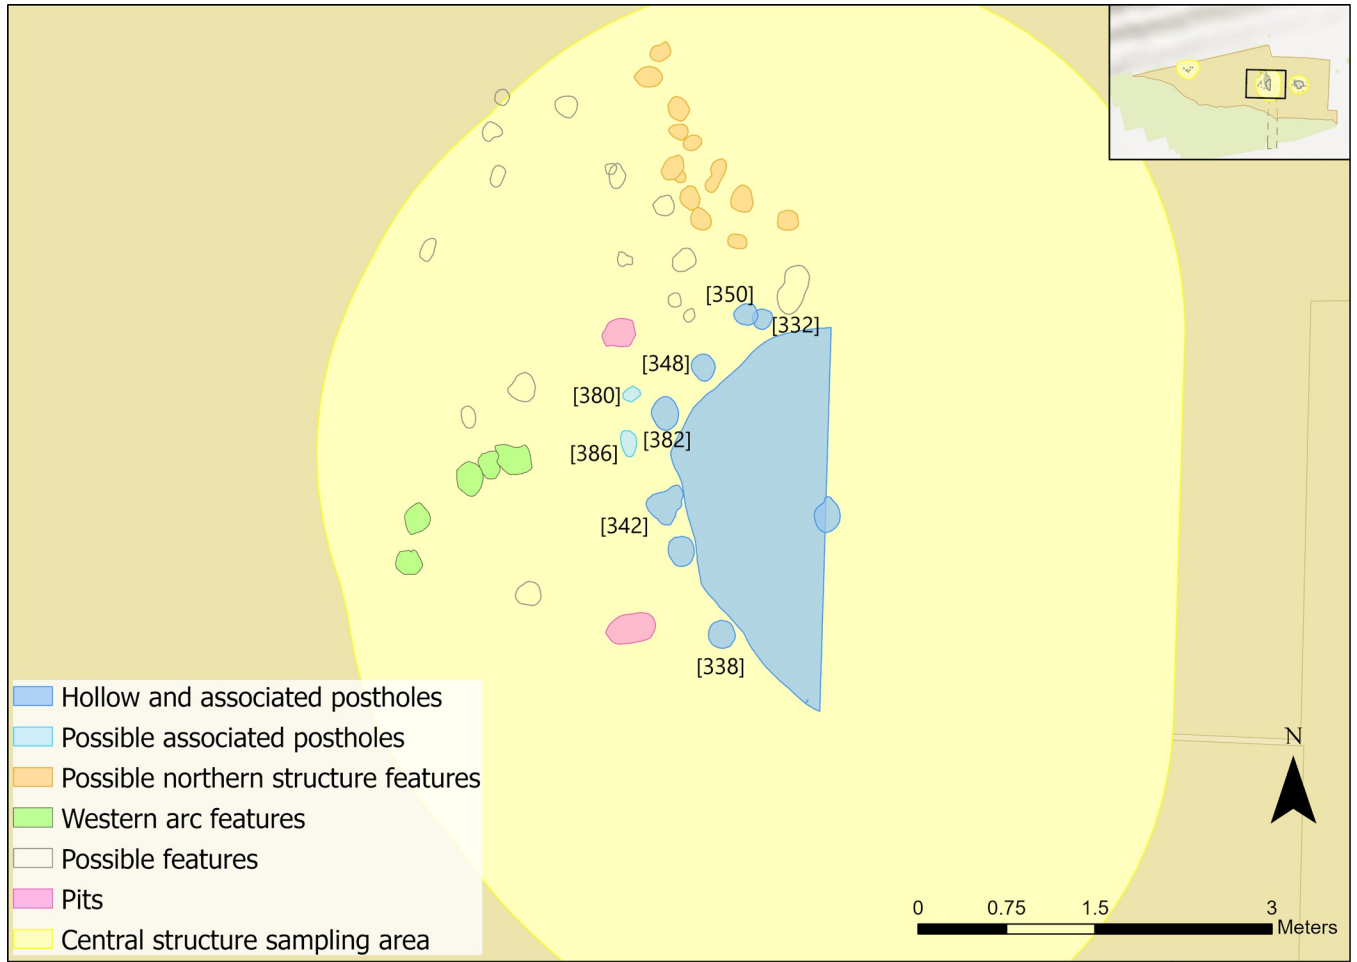 [350]
[332]
[348]
[380]
[382]
[386]
[342]
[338]
Hollow and associated postholes
Possible associated postholes
Possible northern structure features
Western arc features
Possible features
Pits
Central structure sampling area
N
0 0.75 1.5 3
Meters